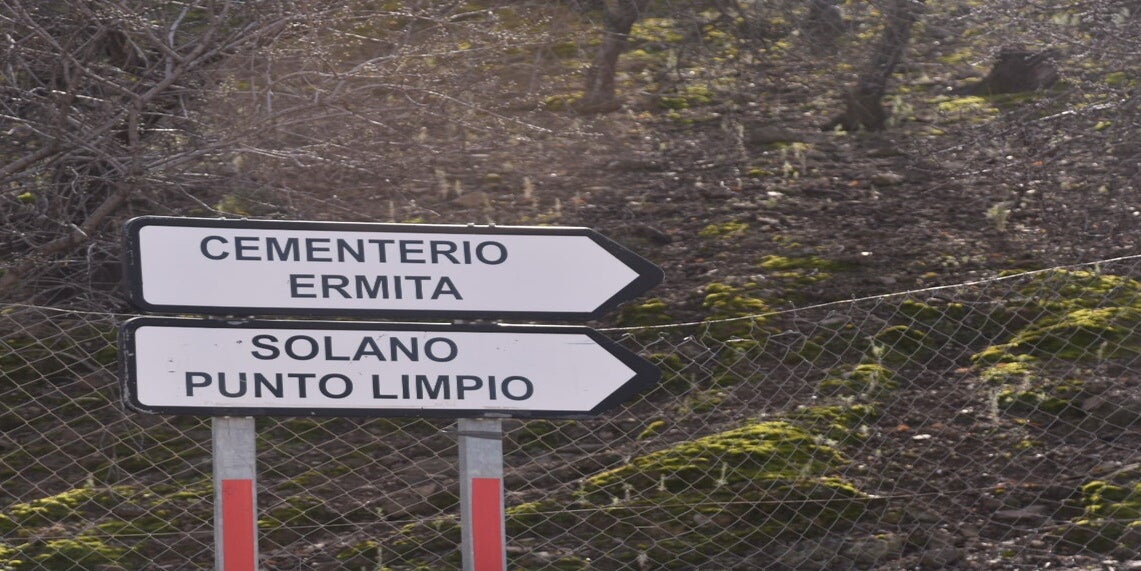 CEMENTERIO
ERMITA
SOLANO
PUNTO LIMPIO